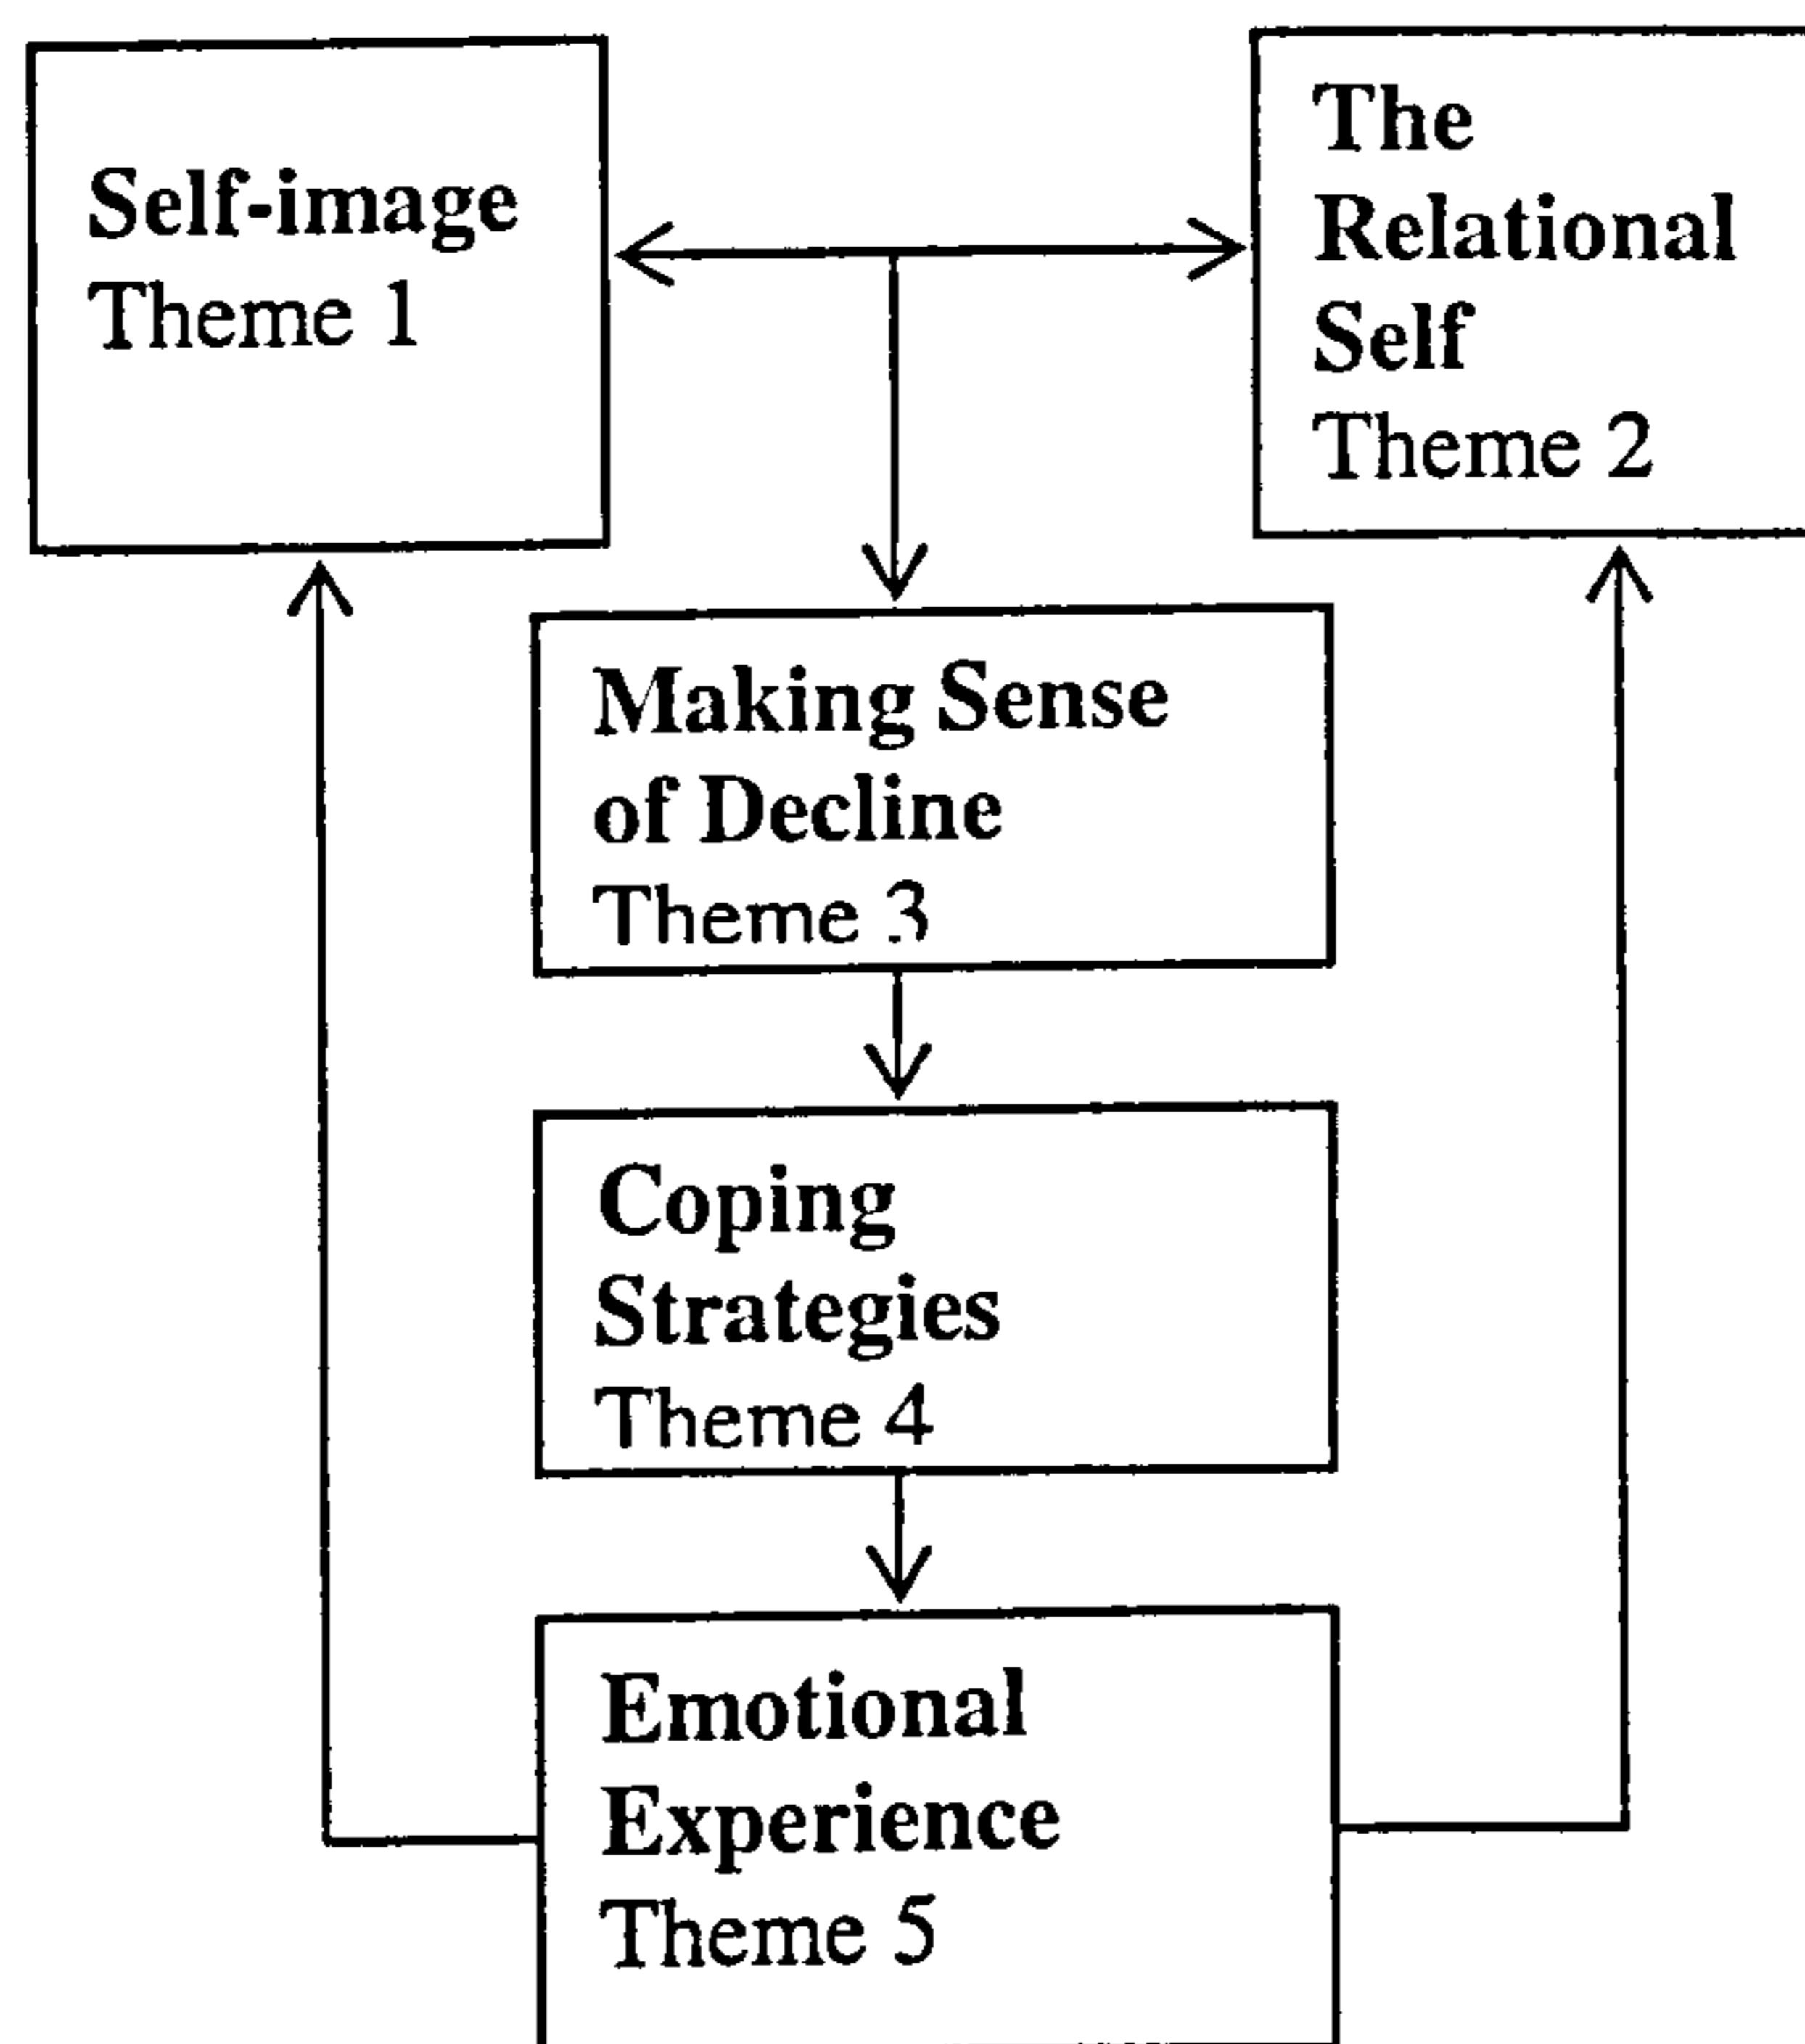 Self-image
Theme 1
The
Relational
Self
Theme 2
Making Sense
of Decline
Theme 3
Coping
Strategies
Theme 4
Emotional
Experience
Theme 5